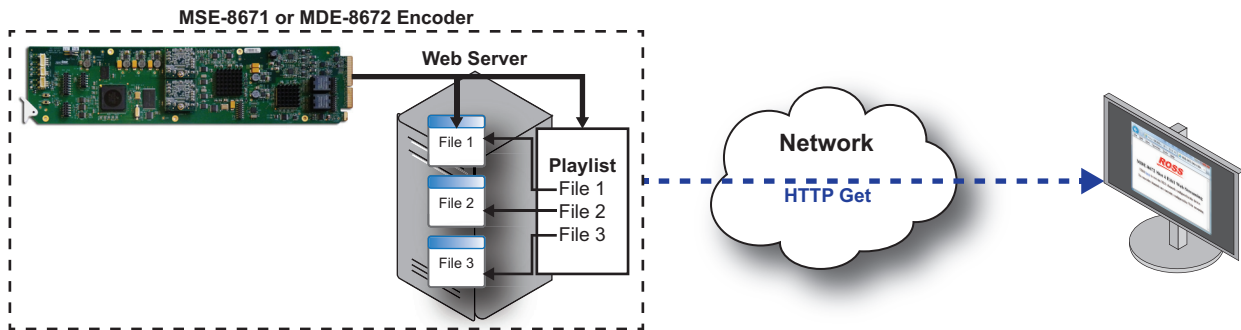 MSE-8671 or MDE-8672 Encoder
Web Server
File 1
File 2
File 3
Playlist
File 1
File 2
File 3
Network
HTTP Get
ROSS